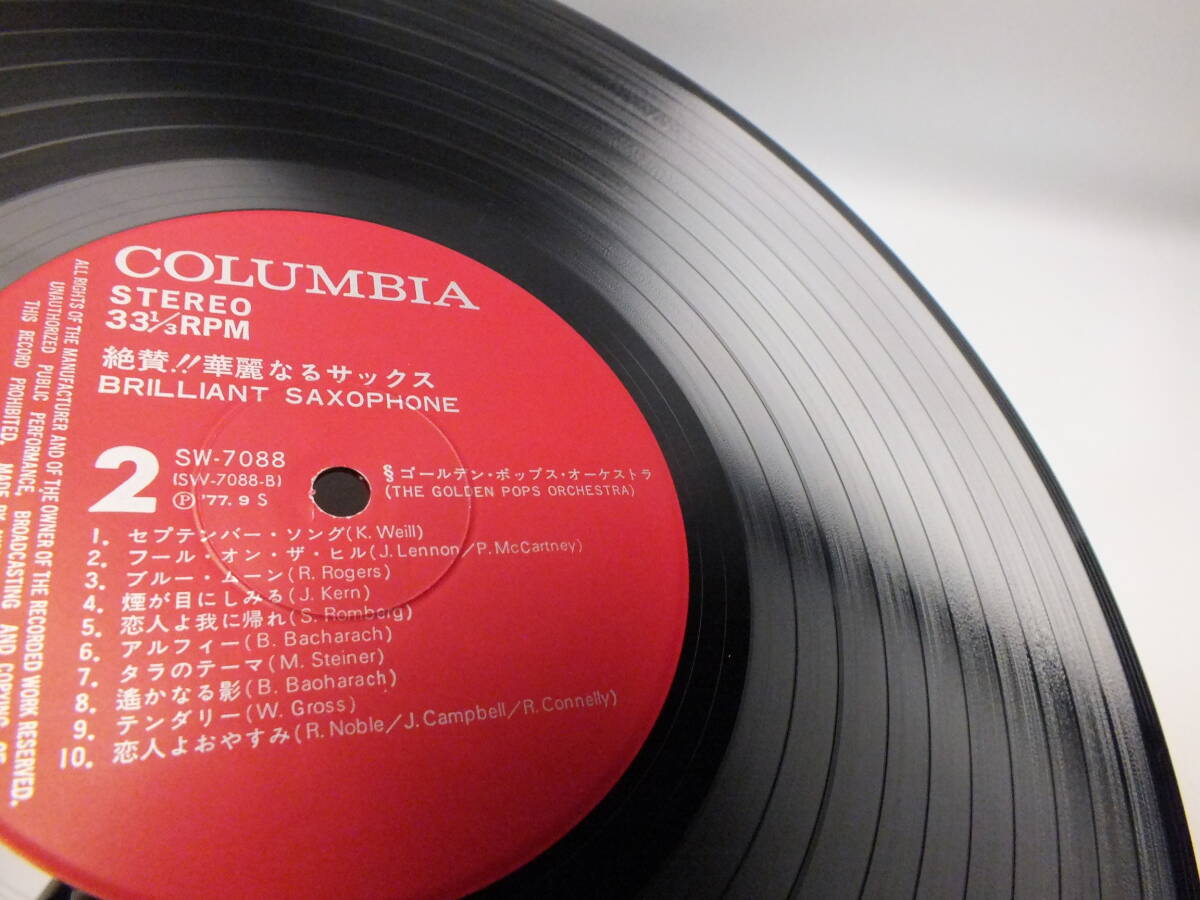 COLUMBIA
STEREO
33⅓RPM
絶賛!!華麗なるサックス
BRILLIANT SAXOPHONE
2
SW-7088
(SW-7088-B)
Ⓟ '77. 9 S
§ゴールデン・ポップス・オーケストラ
(THE GOLDEN POPS ORCHESTRA)
1. セプテンバー・ソング(K. Weill)
2. フール・オン・ザ・ヒル(J. Lennon/P. McCartney)
3. ブルー・ムーン(R. Rogers)
4. 煙が目にしみる(J. Kern)
5. 恋人よ我に帰れ(S. Romberg)
6. アルフィー(B. Bacharach)
7. タラのテーマ(M. Steiner)
8. 遙かなる影(B. Baoharach)
9. テンダリー(W. Gross)
10. 恋人よおやすみ(R. Noble/J. Campbell/R. Connelly)
ALL RIGHTS OF THE MANUFACTURER AND OF THE OWNER OF THE RECORDED WORK RESERVED.
UNAUTHORIZED PUBLIC PERFORMANCE, BROADCASTING AND COPYING OF
THIS RECORD PROHIBITED. MADE BY